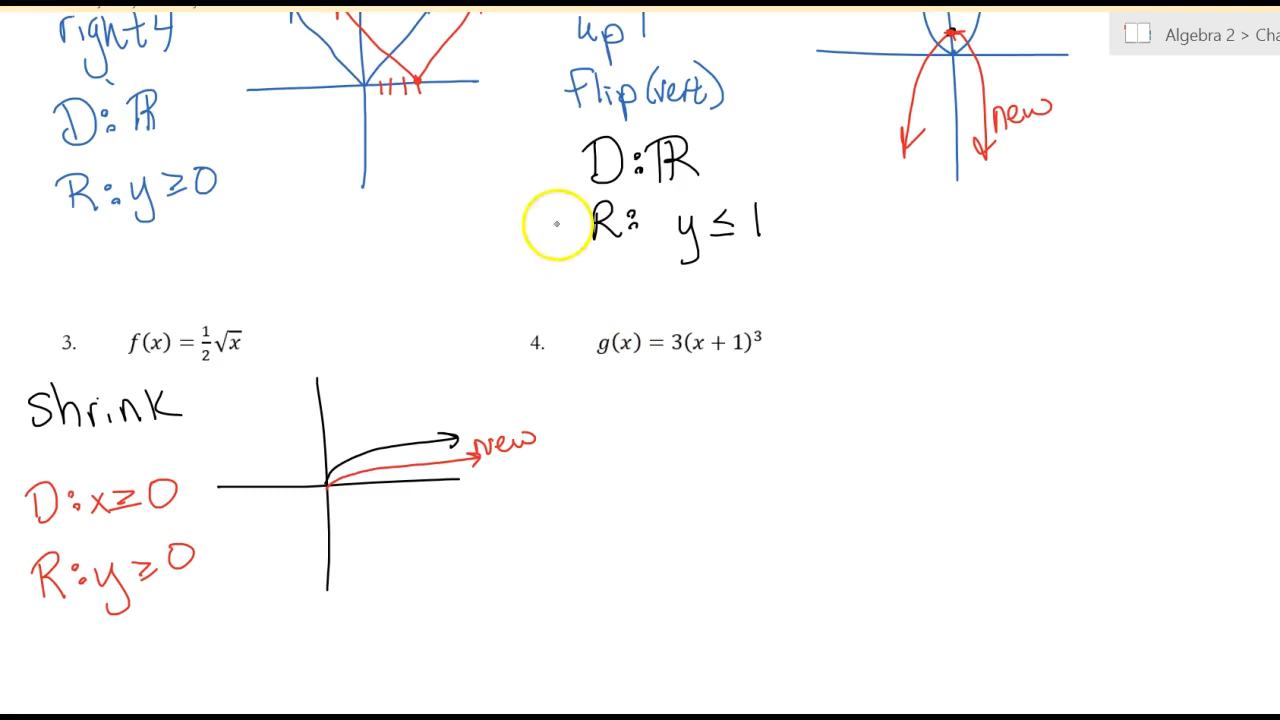 Algebra 2 > Cha
right 4
D: ℝ
R: y ≥ 0
up 1
flip (vert)
D: ℝ
R: y ≤ 1
new
3. f(x) = 1/2 √x
shrink
D: x ≥ 0
R: y ≥ 0
new
4. g(x) = 3(x + 1)³